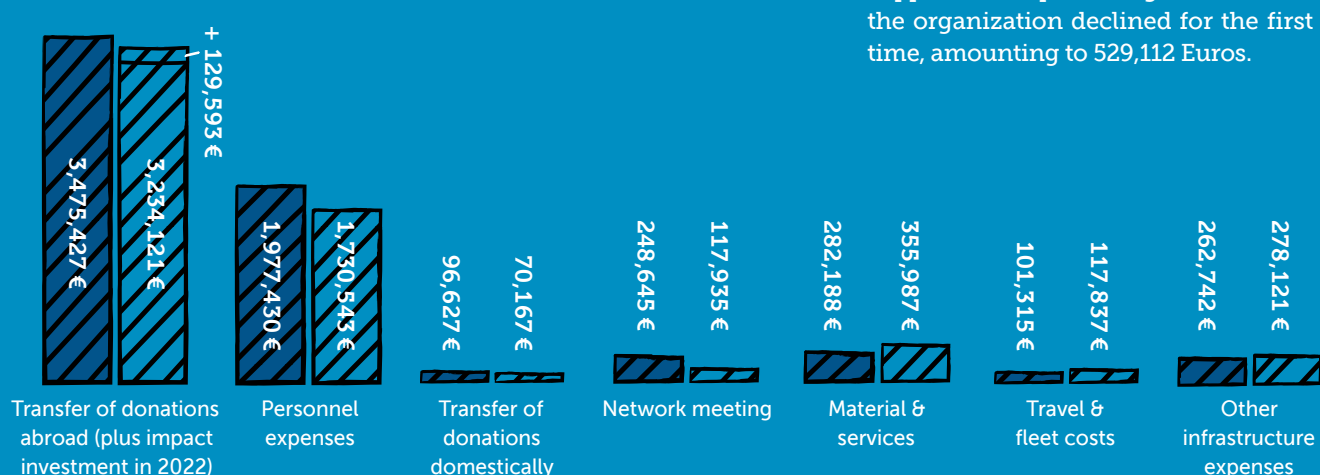 the organization declined for the first
time, amounting to 529,112 Euros.
+ 129,593 €
3,475,427 €
3,234,121 €
1,977,430 €
1,730,543 €
96,627 €
70,167 €
248,645 €
117,935 €
282,188 €
355,987 €
101,315 €
117,837 €
262,742 €
278,121 €
Transfer of donations
abroad (plus impact
investment in 2022)
Personnel
expenses
Transfer of
donations
domestically
Network meeting
Material &
services
Travel &
fleet costs
Other
infrastructure
expenses